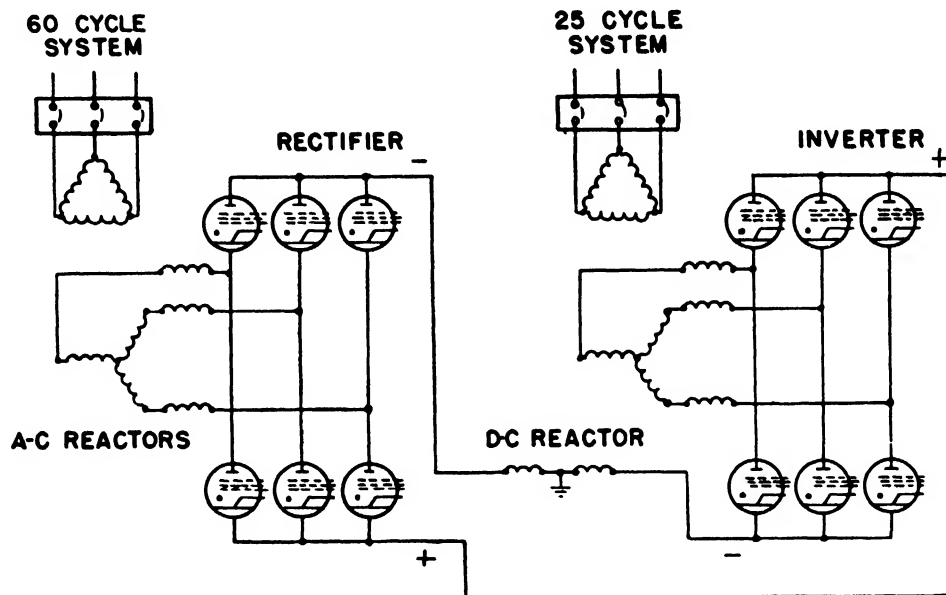 60 CYCLE
SYSTEM
25 CYCLE
SYSTEM
RECTIFIER
-
INVERTER
+
A-C REACTORS
D-C REACTOR
+
-